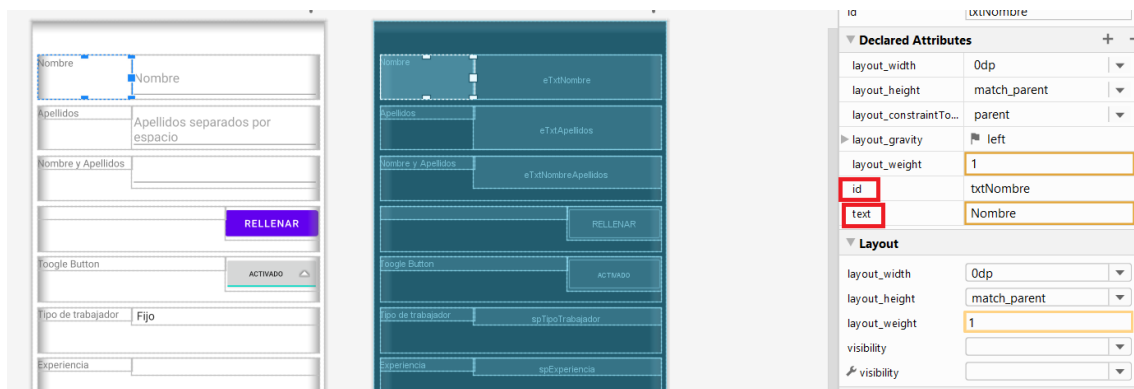 Nombre
Nombre
Apellidos
Apellidos separados por
espacio
Nombre y Apellidos
RELLENAR
Toogle Button
ACTIVADO
Tipo de trabajador
Fijo
Experiencia
Nombre
eTxtNombre
Apellidos
eTxtApellidos
Nombre y Apellidos
eTxtNombreApellidos
RELLENAR
Toogle Button
ACTIVADO
Tipo de trabajador
spTipoTrabajador
Experiencia
spExperiencia
id txtNombre
Declared Attributes
layout_width 0dp
layout_height match_parent
layout_constraintTo... parent
layout_gravity left
layout_weight 1
id txtNombre
text Nombre
Layout
layout_width 0dp
layout_height match_parent
layout_weight 1
visibility
visibility